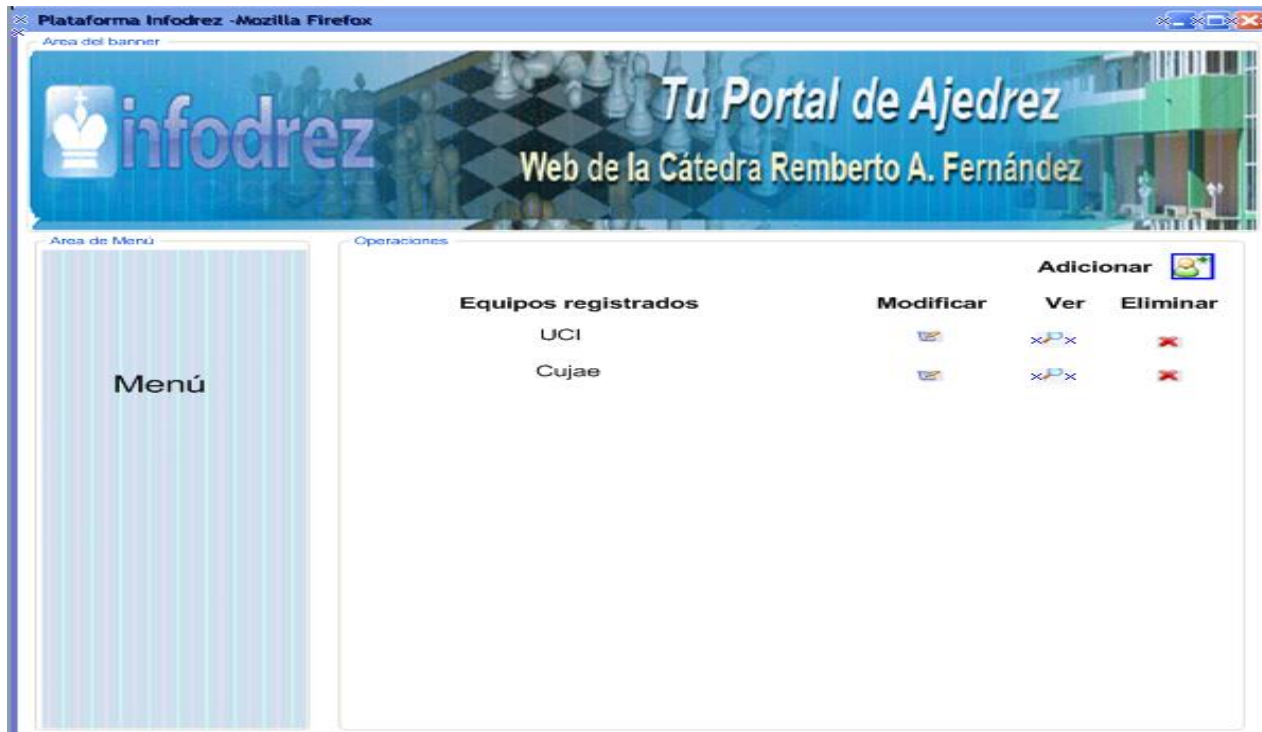 Plataforma Infodrez -Mozilla Firefox
Area del banner
infodrez
Tu Portal de Ajedrez
Web de la Cátedra Remberto A. Fernández
Area de Menú
Operaciones
Adicionar
Equipos registrados Modificar Ver Eliminar
UCI
Cujae
Menú